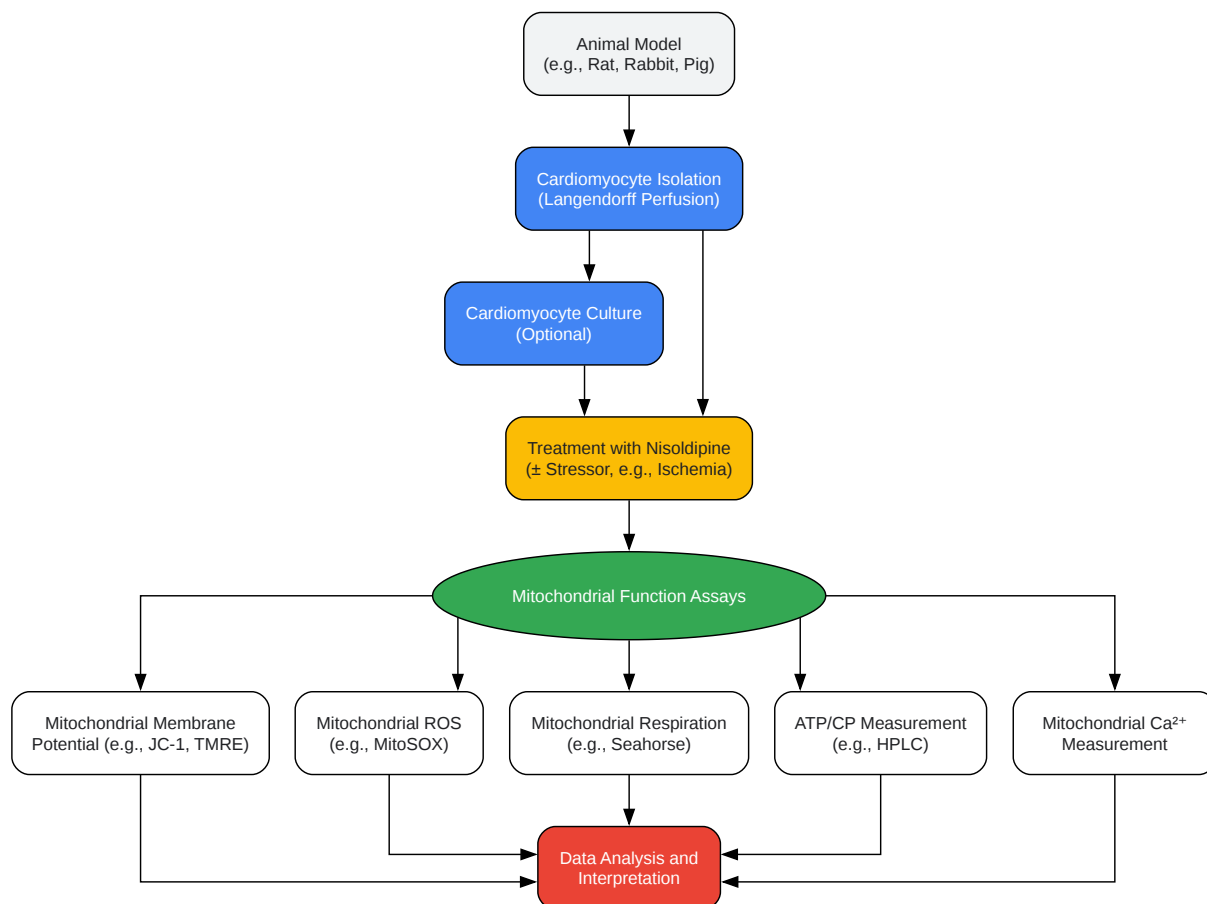 Animal Model
(e.g., Rat, Rabbit, Pig)
Cardiomyocyte Isolation
(Langendorff Perfusion)
Cardiomyocyte Culture
(Optional)
Treatment with Nisoldipine
(± Stressor, e.g., Ischemia)
Mitochondrial Function Assays
Mitochondrial Membrane
Potential (e.g., JC-1, TMRE)
Mitochondrial ROS
(e.g., MitoSOX)
Mitochondrial Respiration
(e.g., Seahorse)
ATP/CP Measurement
(e.g., HPLC)
Mitochondrial Ca²⁺
Measurement
Data Analysis and
Interpretation